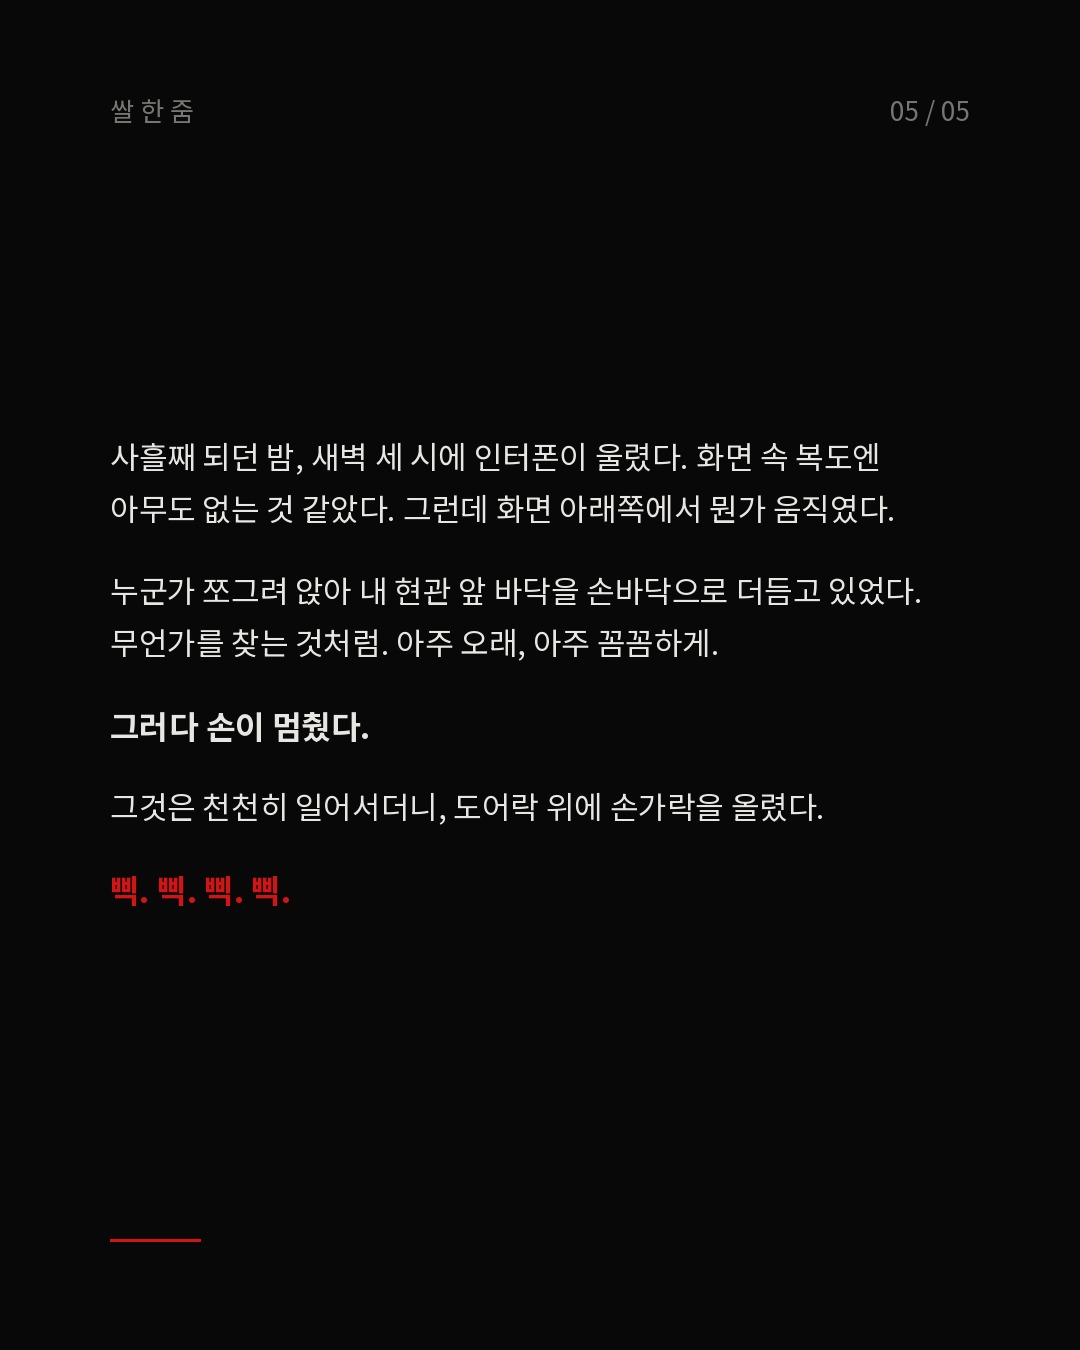 쌀 한 줌
05 / 05
사흘째 되던 밤, 새벽 세 시에 인터폰이 울렸다. 화면 속 복도엔
아무도 없는 것 같았다. 그런데 화면 아래쪽에서 뭔가 움직였다.
누군가 쪼그려 앉아 내 현관 앞 바닥을 손바닥으로 더듬고 있었다.
무언가를 찾는 것처럼. 아주 오래, 아주 꼼꼼하게.
그러다 손이 멈췄다.
그것은 천천히 일어서더니, 도어락 위에 손가락을 올렸다.
삑. 삑. 삑. 삑.